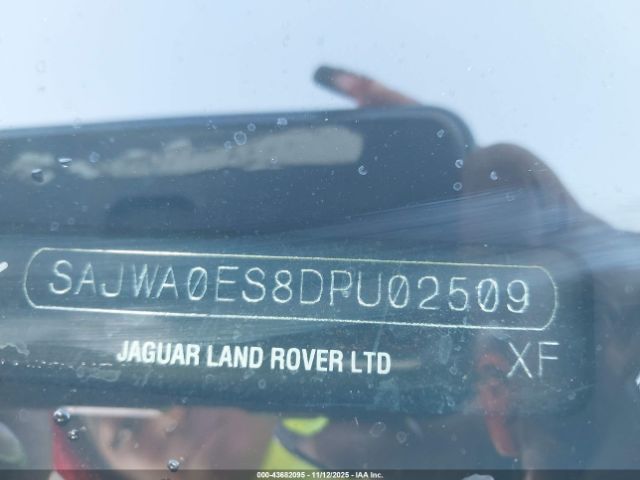 SAJWA0ES8DPU02509
JAGUAR LAND ROVER LTD
XF
000-43682095 - 11/12/2025 - IAA Inc.